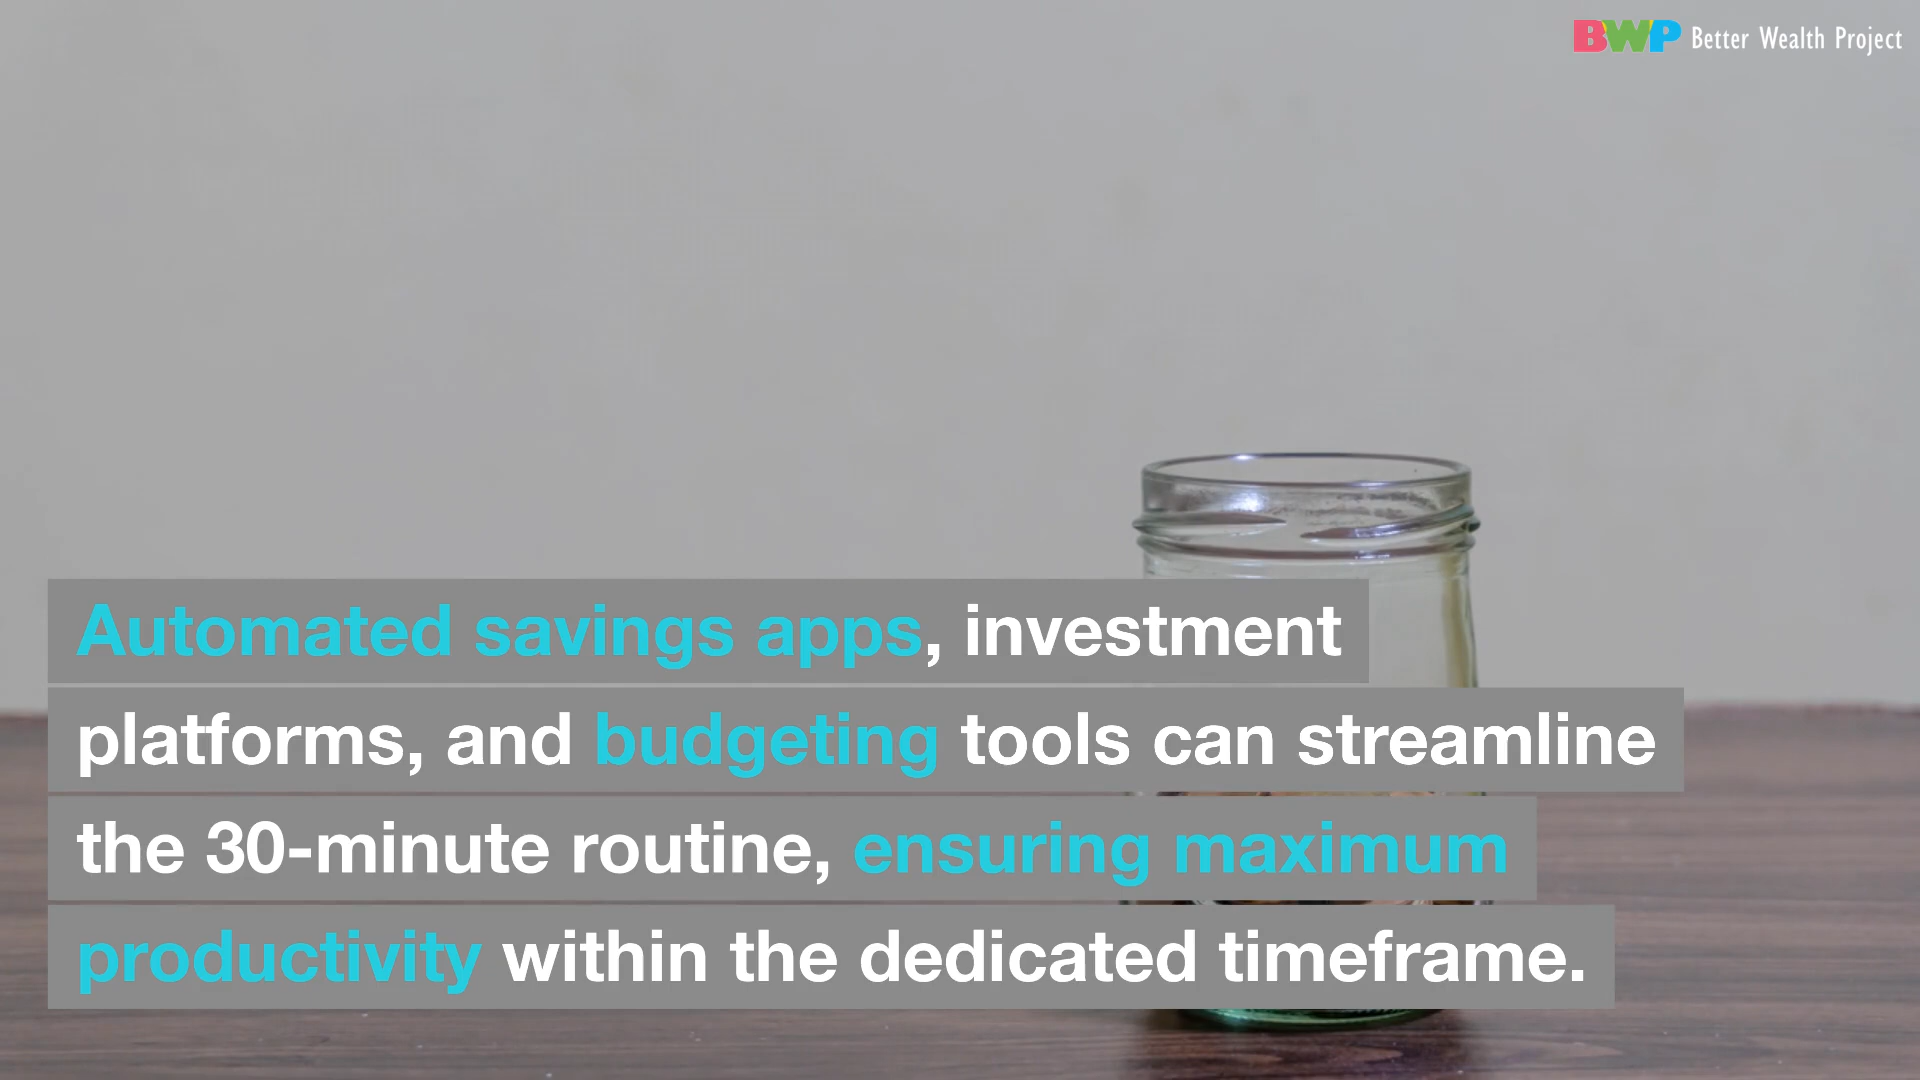 BWP Better Wealth Project
Automated savings apps, investment
platforms, and budgeting tools can streamline
the 30-minute routine, ensuring maximum
productivity within the dedicated timeframe.